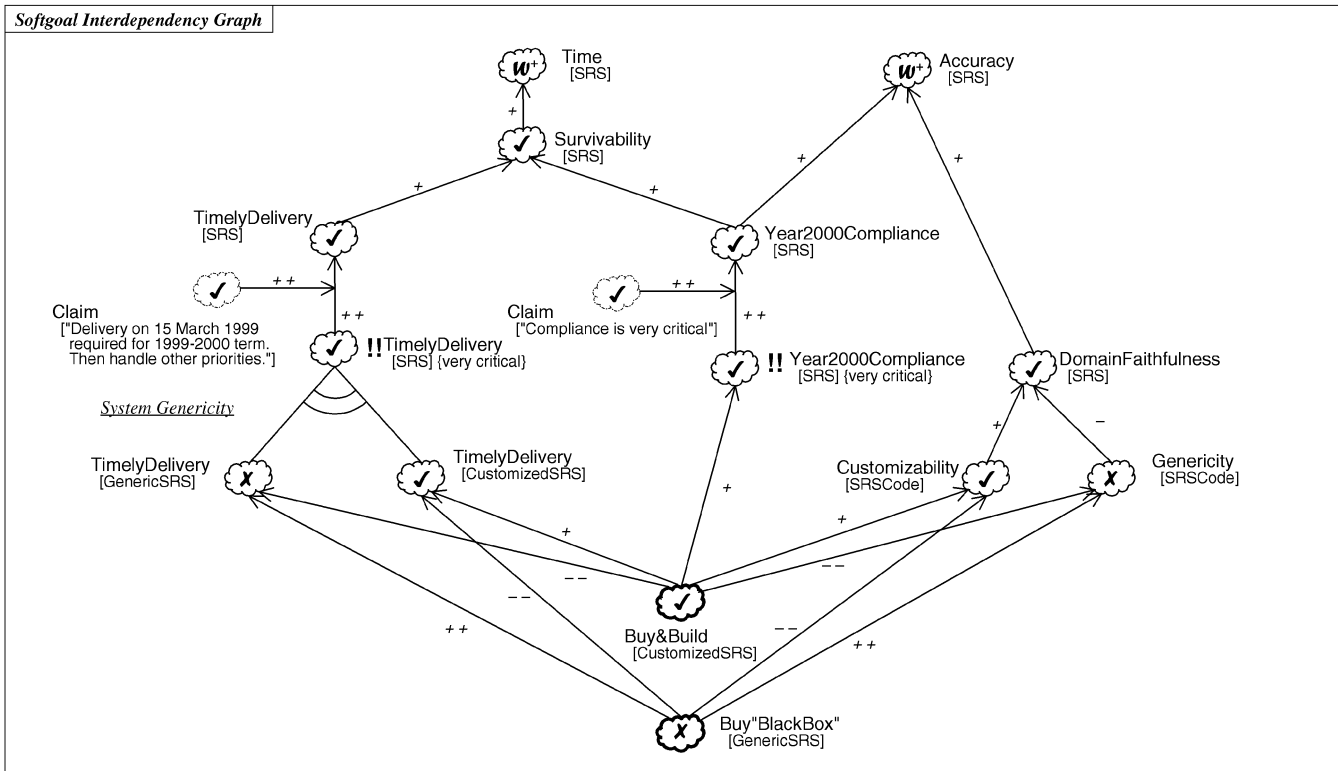 Softgoal Interdependency Graph
W+
Time
[SRS]
W+
Accuracy
[SRS]
+
Survivability
[SRS]
+
+
+
+
TimelyDelivery
[SRS]
Year2000Compliance
[SRS]
++
++
Claim
["Delivery on 15 March 1999
required for 1999-2000 term.
Then handle other priorities."]
Claim
["Compliance is very critical"]
++
++
!!TimelyDelivery
[SRS] {very critical}
!! Year2000Compliance
[SRS] {very critical}
DomainFaithfulness
[SRS]
System Genericity
+
−
TimelyDelivery
[GenericSRS]
TimelyDelivery
[CustomizedSRS]
Customizability
[SRSCode]
Genericity
[SRSCode]
+
+
+
−−
−−
−−
−−
++
++
Buy&Build
[CustomizedSRS]
Buy"BlackBox"
[GenericSRS]